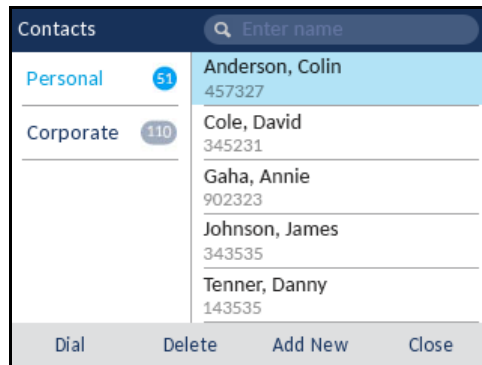 Contacts
Enter name
Personal 51
Corporate 110
Anderson, Colin
457327
Cole, David
345231
Gaha, Annie
902323
Johnson, James
343535
Tenner, Danny
143535
Dial Delete Add New Close